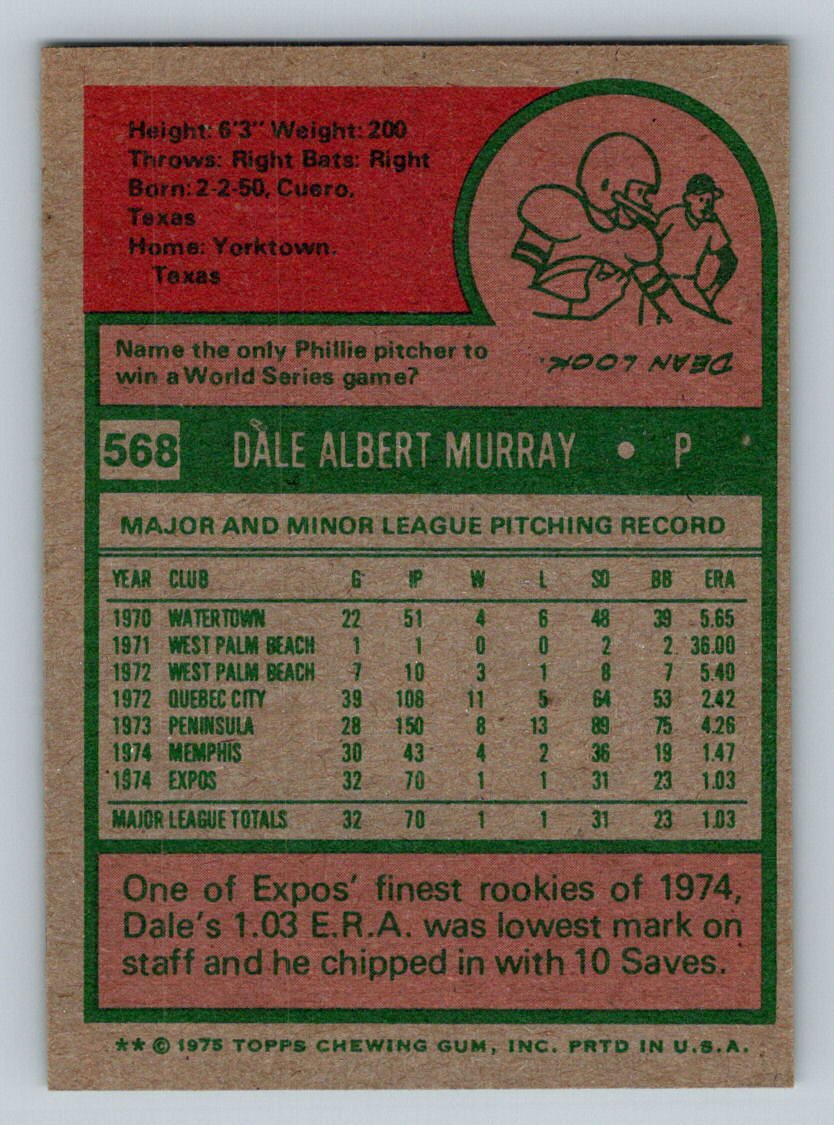 Height: 6'3" Weight: 200
Throws: Right Bats: Right
Born: 2-2-50, Cuero,
Texas
Home: Yorktown.
Texas
Name the only Phillie pitcher to
win a World Series game?
DEAN LOOK.
568 DALE ALBERT MURRAY • P
MAJOR AND MINOR LEAGUE PITCHING RECORD
YEAR CLUB G IP W L SO BB ERA
1970 WATERTOWN 22 51 4 6 48 39 5.65
1971 WEST PALM BEACH 1 1 0 0 2 2 36.00
1972 WEST PALM BEACH 7 10 3 1 8 7 5.40
1972 QUEBEC CITY 39 108 11 5 64 53 2.42
1973 PENINSULA 28 150 8 13 89 75 4.26
1974 MEMPHIS 30 43 4 2 36 19 1.47
1974 EXPOS 32 70 1 1 31 23 1.03
MAJOR LEAGUE TOTALS 32 70 1 1 31 23 1.03
One of Expos' finest rookies of 1974,
Dale's 1.03 E.R.A. was lowest mark on
staff and he chipped in with 10 Saves.
** © 1975 TOPPS CHEWING GUM, INC. PRTD IN U.S.A.